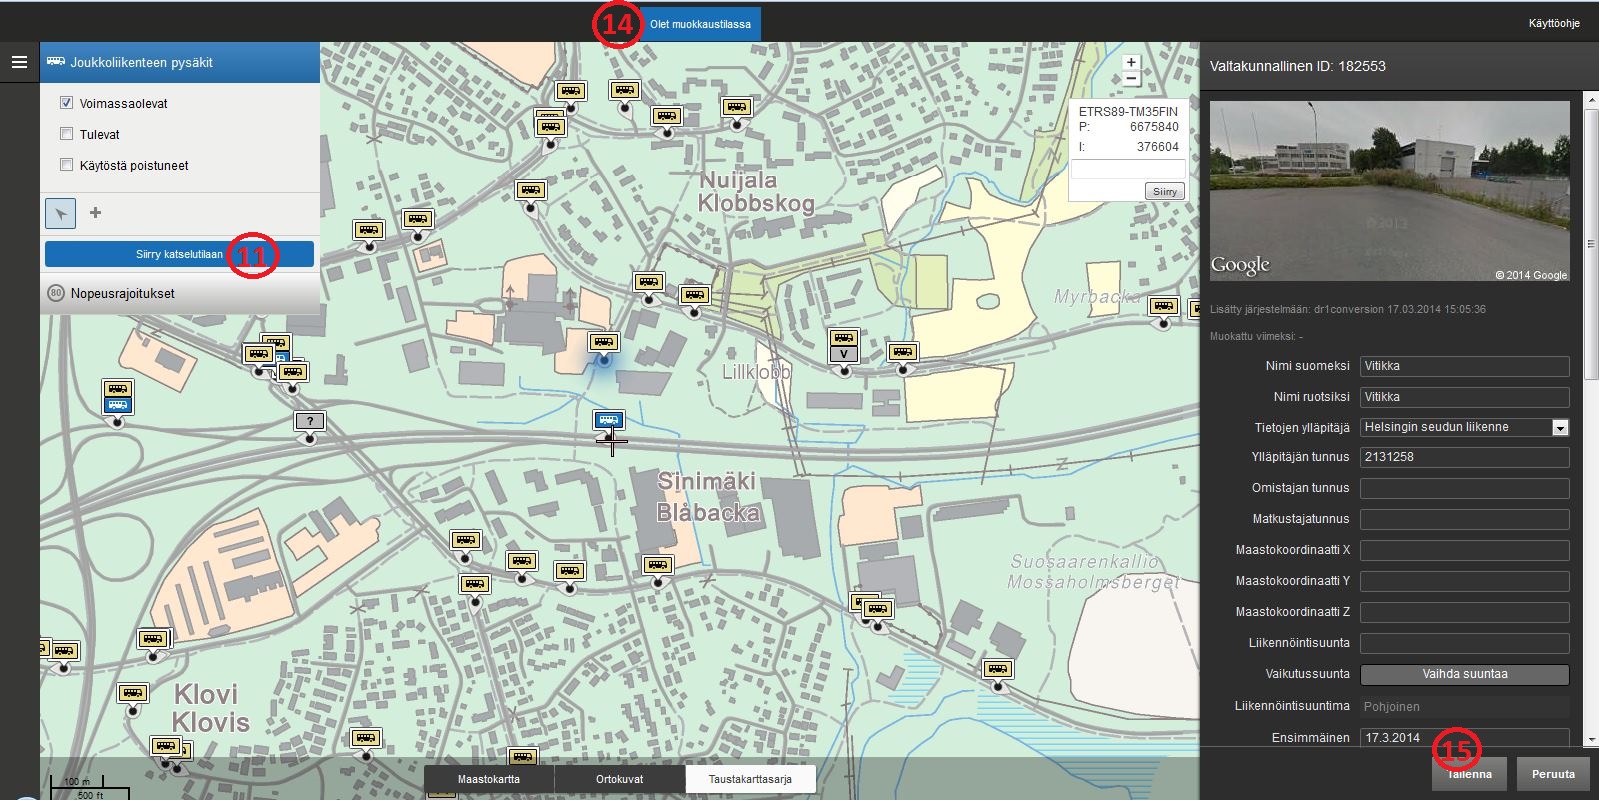 14
Olet muokkaustilassa
Käyttöohje
Joukkoliikenteen pysäkit
Voimassaolevat
Tulevat
Käytöstä poistuneet
+
Siirry katselutilaan
11
80
Nopeusrajoitukset
+
−
ETRS89-TM35FIN
P: 6675840
I: 376604
Siirry
Nuijala
Klobbskog
Myrbacka
Lillklobb
V
?
Sinimäki
Blåbacka
Suosaarenkallio
Mossaholmsberget
Klovi
Klovis
100 m
500 ft
Maastokartta
Ortokuvat
Taustakarttasarja
Valtakunnallinen ID: 182553
Google
© 2014 Google
Lisätty järjestelmään: dr1conversion 17.03.2014 15:05:36
Muokattu viimeksi: -
Nimi suomeksi Vitikka
Nimi ruotsiksi Vitikka
Tietojen ylläpitäjä Helsingin seudun liikenne
Ylläpitäjän tunnus 2131258
Omistajan tunnus
Matkustajatunnus
Maastokoordinaatti X
Maastokoordinaatti Y
Maastokoordinaatti Z
Liikennöintisuunta
Vaikutussuunta Vaihda suuntaa
Liikennöintisuuntima Pohjoinen
Ensimmäinen 17.3.2014
15
Tallenna
Peruuta